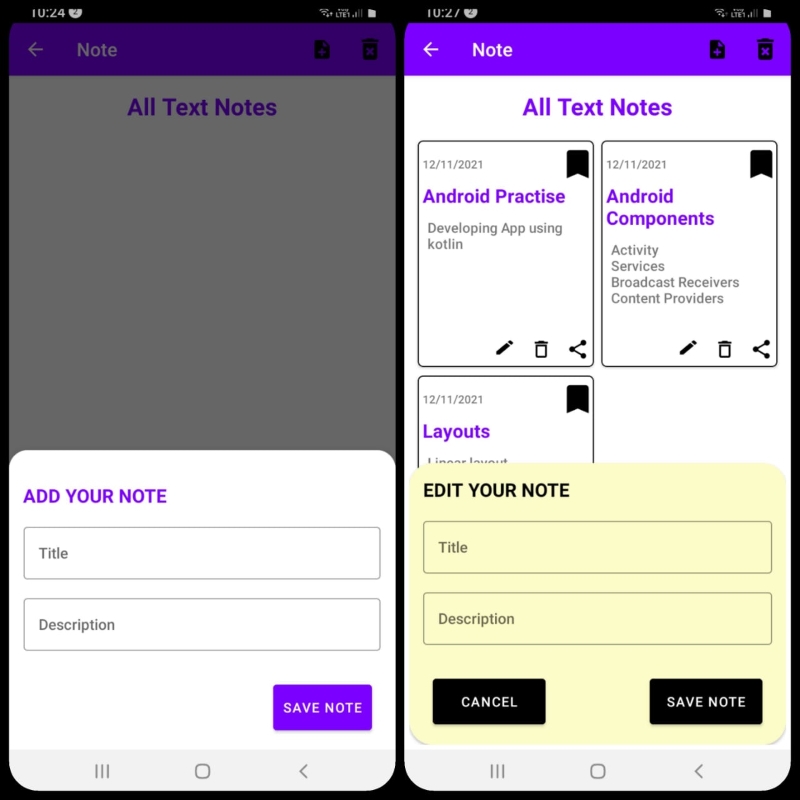 10:24
Note
All Text Notes
ADD YOUR NOTE
Title
Description
SAVE NOTE
10:27
Note
All Text Notes
12/11/2021
Android Practise
Developing App using
kotlin
12/11/2021
Android
Components
Activity
Services
Broadcast Receivers
Content Providers
12/11/2021
Layouts
Linear layout
EDIT YOUR NOTE
Title
Description
CANCEL
SAVE NOTE